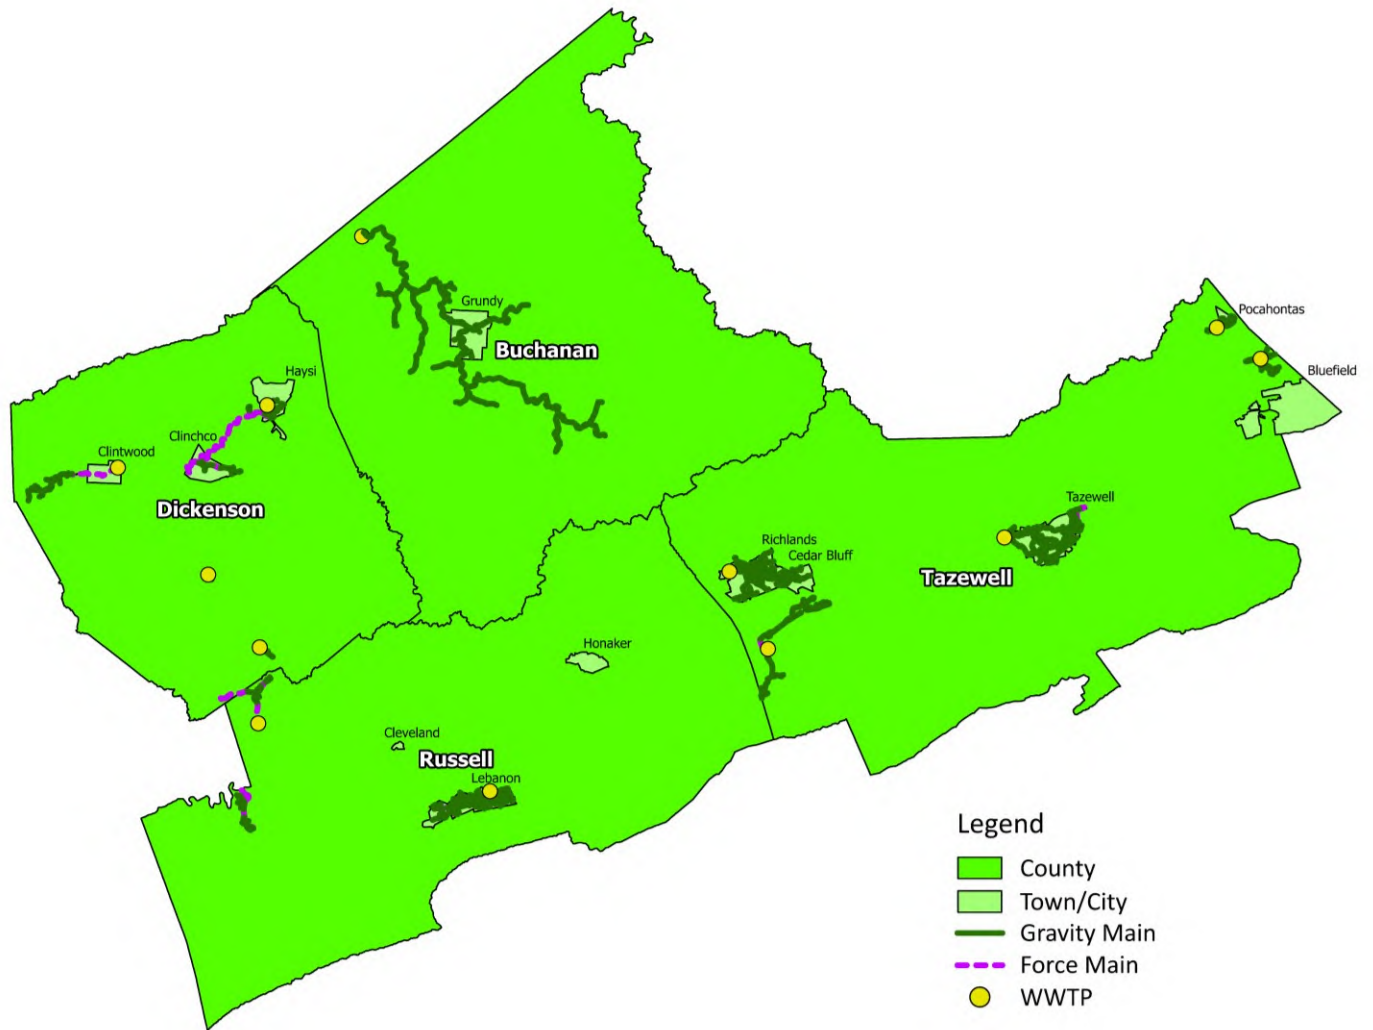 Pocahontas
Grundy
Buchanan
Bluefield
Haysi
Clinchco
Clintwood
Dickenson
Tazewell
Richlands
Cedar Bluff
Tazewell
Honaker
Cleveland
Russell
Lebanon
Legend
County
Town/City
Gravity Main
Force Main
WWTP